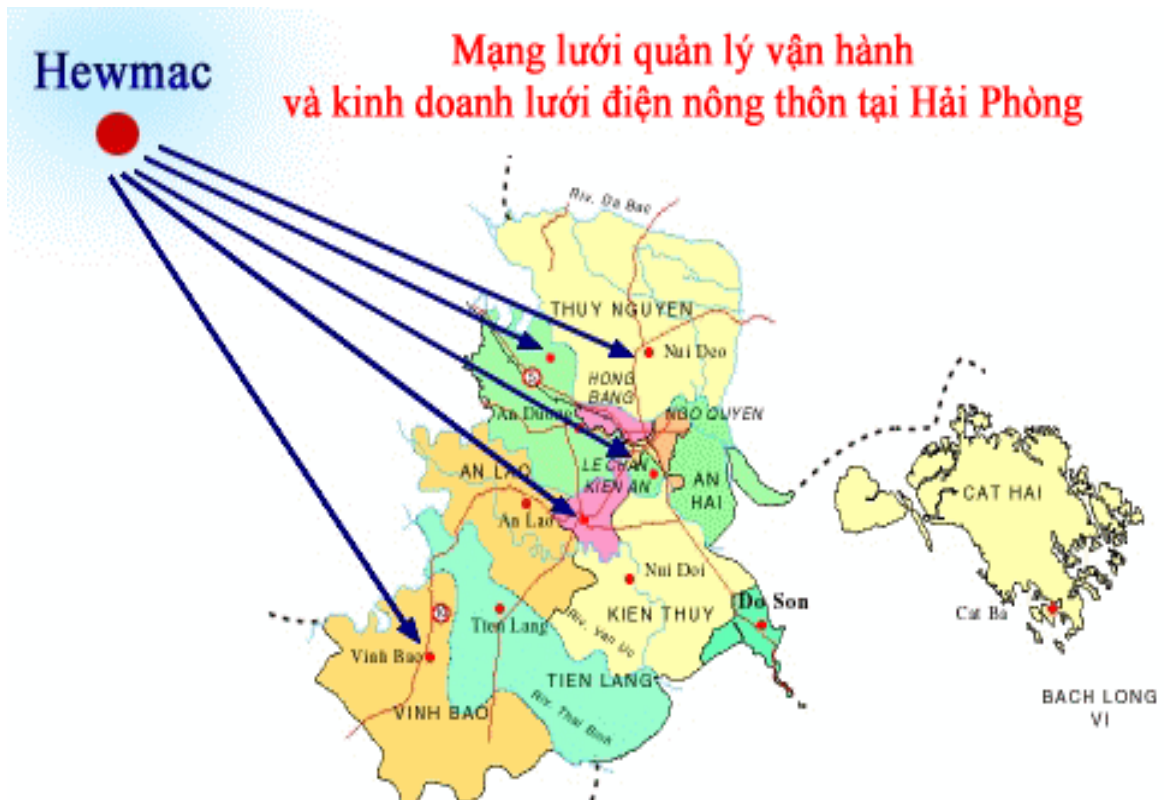 Hewmac
Mạng lưới quản lý vận hành
và kinh doanh lưới điện nông thôn tại Hải Phòng
Riv. Da Bac
THUY NGUYEN
Nui Deo
HONG
BANG
NGO QUYEN
An Duong
LE CHAN
KIEN AN
AN
HAI
AN LAO
An Lao
CAT HAI
Nui Doi
KIEN THUY
Do Son
Cat Ba
Tien Lang
Riv. Van Uc
Vinh Bao
TIEN LANG
VINH BAO
Riv. Thai Binh
BACH LONG
VI